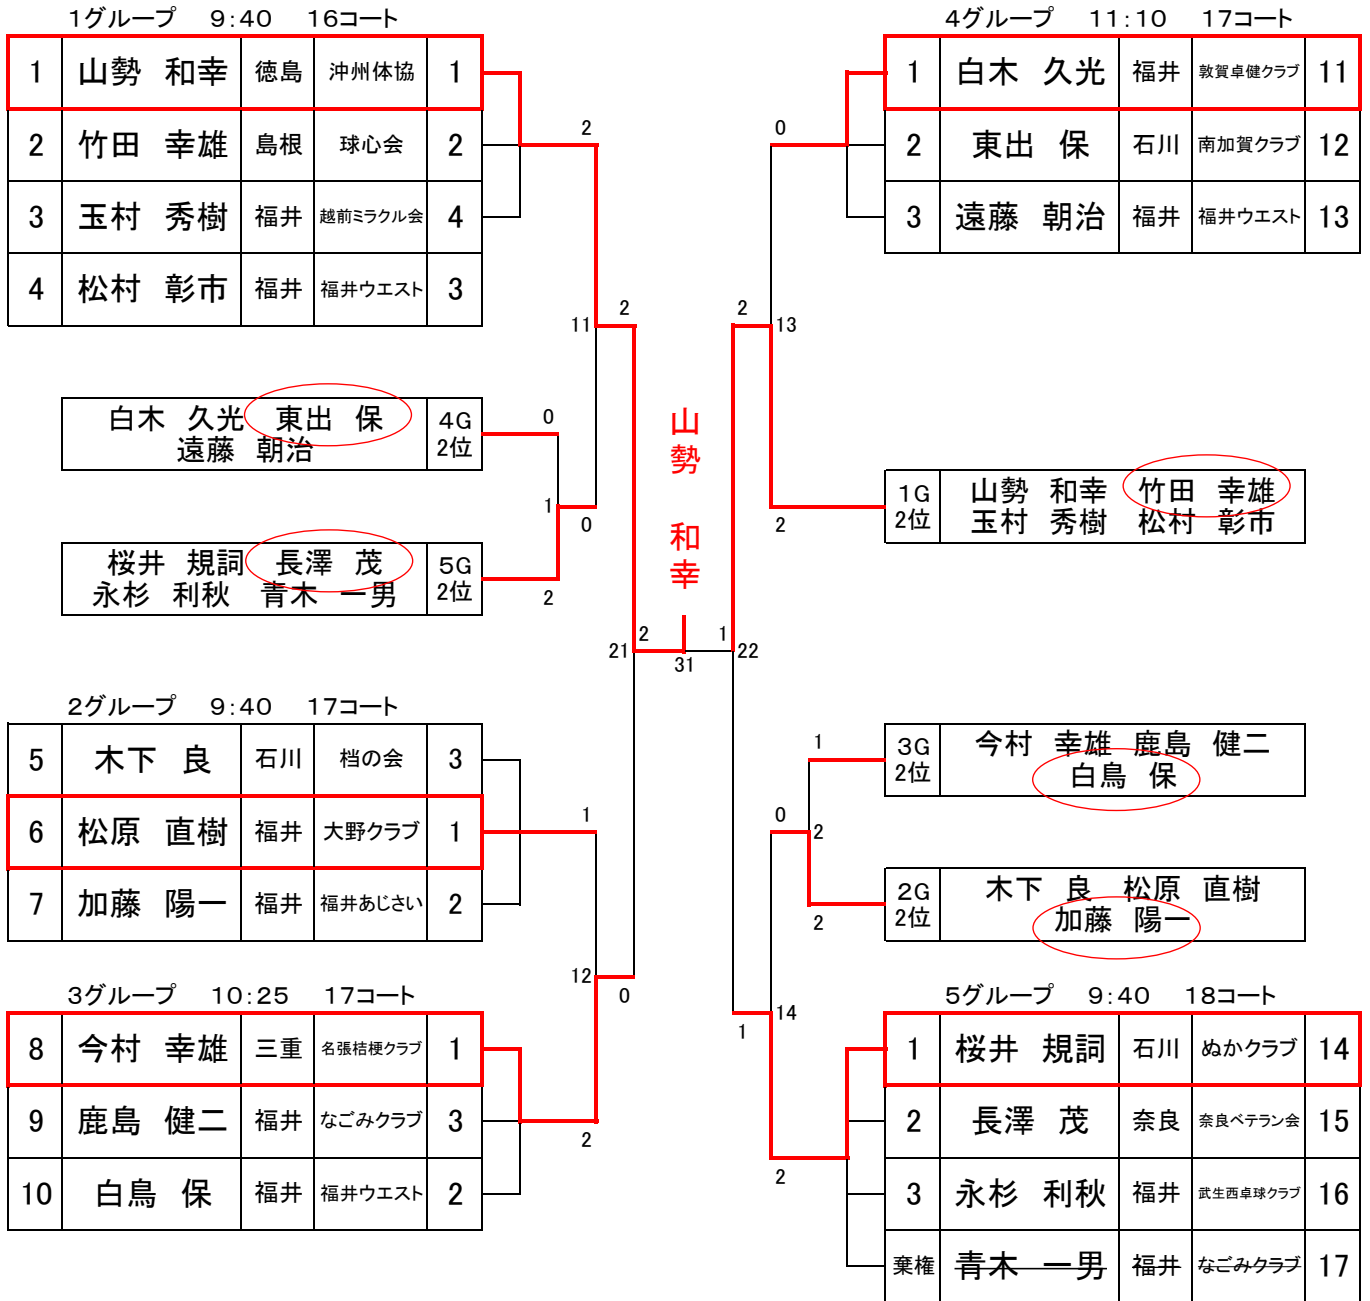 1グループ　9:40　16コート
1 山勢　和幸 徳島 沖州体協 1
2 竹田　幸雄 島根 球心会 2
3 玉村　秀樹 福井 越前ミラクル会 4
4 松村　彰市 福井 福井ウエスト 3
白木　久光　東出　保
遠藤　朝治
4G
2位
桜井　規詞　長澤　茂
永杉　利秋　青木　一男
5G
2位
2グループ　9:40　17コート
5 木下　良 石川 档の会 3
6 松原　直樹 福井 大野クラブ 1
7 加藤　陽一 福井 福井あじさい 2
3グループ　10:25　17コート
8 今村　幸雄 三重 名張桔梗クラブ 1
9 鹿島　健二 福井 なごみクラブ 3
10 白鳥　保 福井 福井ウエスト 2
2
11
2
0
1
0
2
21
2
1
12
0
2
山勢　和幸
31
4グループ　11:10　17コート
1 白木　久光 福井 敦賀卓健クラブ 11
2 東出　保 石川 南加賀クラブ 12
3 遠藤　朝治 福井 福井ウエスト 13
0
2
13
2
1
22
1G
2位
山勢　和幸　竹田　幸雄
玉村　秀樹　松村　彰市
3G
2位
今村　幸雄　鹿島　健二
白鳥　保
2G
2位
木下　良　松原　直樹
加藤　陽一
1
0
2
2
14
1
2
5グループ　9:40　18コート
1 桜井　規詞 石川 ぬかクラブ 14
2 長澤　茂 奈良 奈良ベテラン会 15
3 永杉　利秋 福井 武生西卓球クラブ 16
棄権 青木　一男 福井 なごみクラブ 17